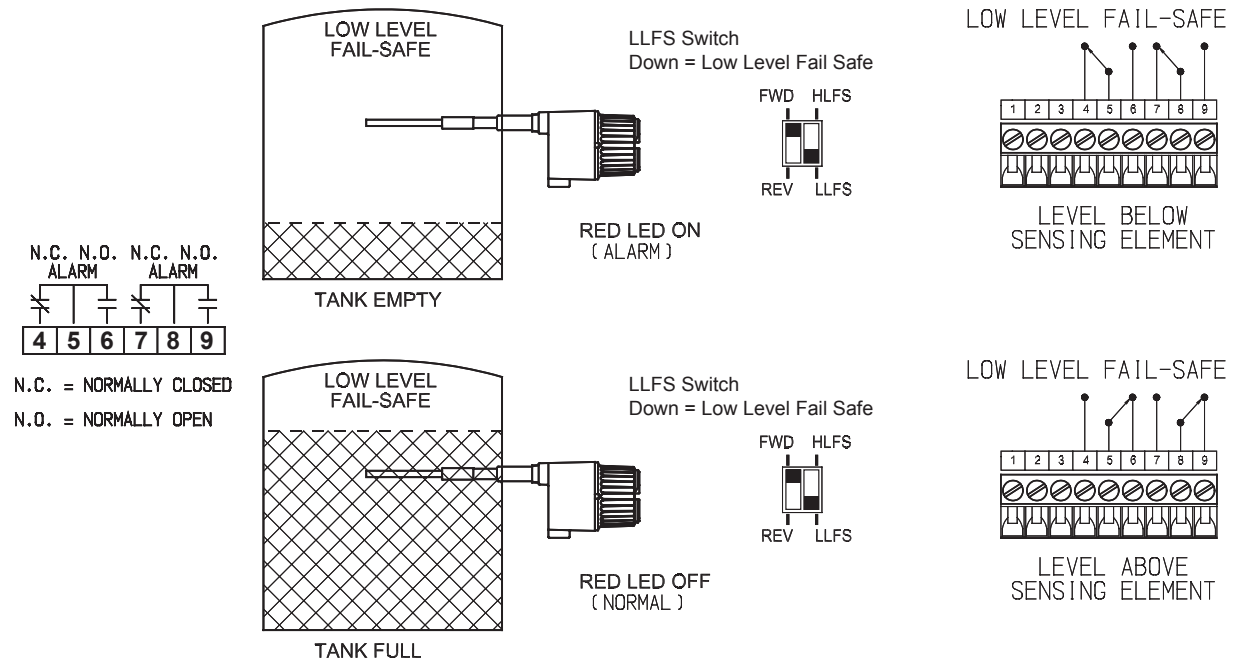 LOW LEVEL
FAIL-SAFE
LLFS Switch
Down = Low Level Fail Safe
FWD HLFS
REV LLFS
RED LED ON
( ALARM )
TANK EMPTY
LOW LEVEL FAIL-SAFE
1 2 3 4 5 6 7 8 9
LEVEL BELOW
SENSING ELEMENT
N.C. N.O. N.C. N.O.
ALARM ALARM
4 5 6 7 8 9
N.C. = NORMALLY CLOSED
N.O. = NORMALLY OPEN
LOW LEVEL
FAIL-SAFE
LLFS Switch
Down = Low Level Fail Safe
FWD HLFS
REV LLFS
RED LED OFF
( NORMAL )
TANK FULL
LOW LEVEL FAIL-SAFE
1 2 3 4 5 6 7 8 9
LEVEL ABOVE
SENSING ELEMENT